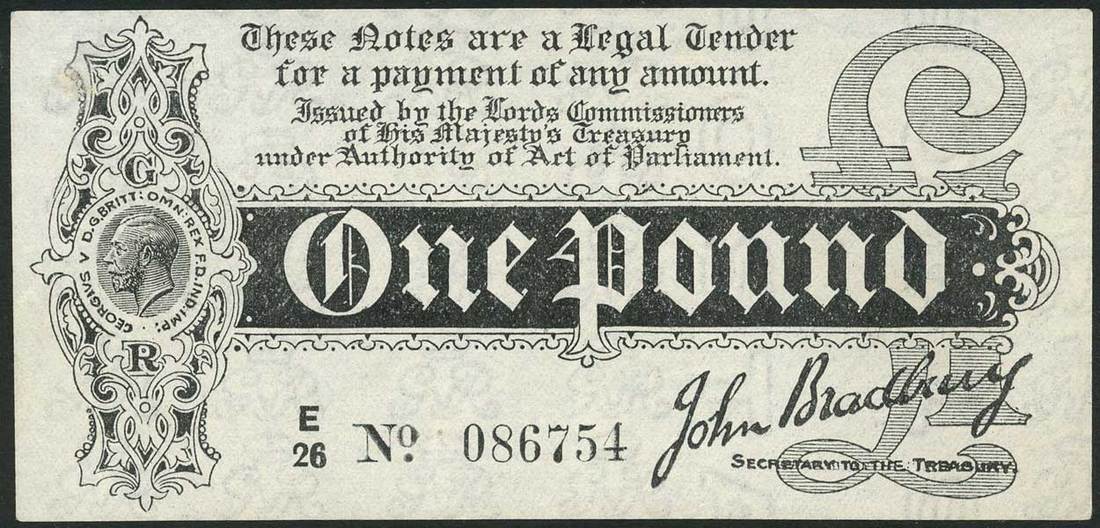 These Notes are a Legal Tender
for a payment of any amount.
Issued by the Lords Commissioners
of His Majesty's Treasury
under Authority of Act of Parliament.
£1
G
GEORGIVS V D.G.BRITT: OMN: REX F.D.IND:IMP:
R
One Pound
E
26
No. 086754
John Bradbury
SECRETARY TO THE TREASURY.
£1